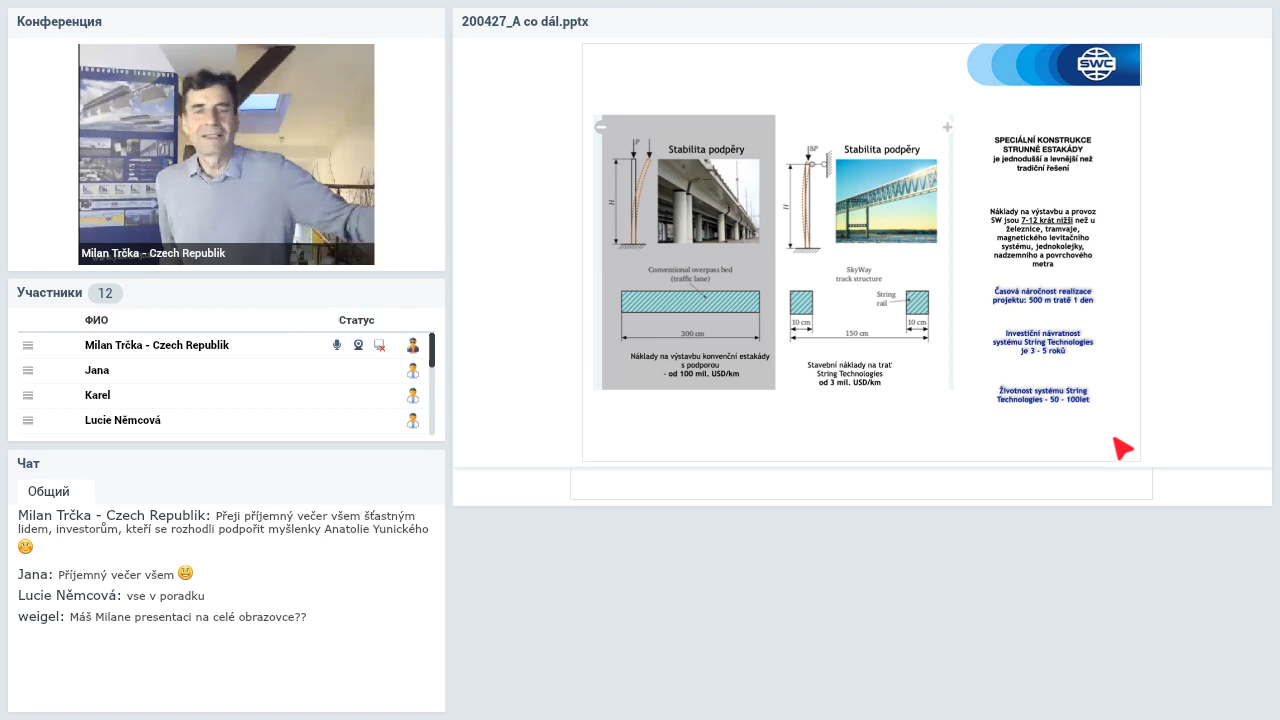 Конференция
Innovative transport
Milan Trčka - Czech Republik
Участники 12
ФИО Статус
Milan Trčka - Czech Republik
Jana
Karel
Lucie Němcová
Чат
Общий
Milan Trčka - Czech Republik: Přeji příjemný večer všem šťastným
lidem, investorům, kteří se rozhodli podpořit myšlenky Anatolie Yunického
Jana: Příjemný večer všem
Lucie Němcová: vse v poradku
weigel: Máš Milane presentaci na celé obrazovce??
200427_A co dál.pptx
SWC
Stabilita podpěry
P
H
Conventional overpass bed
(traffic lane)
300 cm
Náklady na výstavbu konvenční estakády
s podporou
- od 100 mil. USD/km
Stabilita podpěry
8P
H
SkyWay
track structure
String
rail
10 cm
10 cm
150 cm
Stavební náklady na trať
String Technologies
od 3 mil. USD/km
SPECIÁLNÍ KONSTRUKCE
STRUNNÉ ESTAKÁDY
je jednodušší a levnější než
tradiční řešení
Náklady na výstavbu a provoz
SW jsou 7-12 krát nižší než u
železnice, tramvaje,
magnetického levitačního
systému, jednokolejky,
nadzemního a povrchového
metra
Časová náročnost realizace
projektu: 500 m tratě 1 den
Investiční návratnost
systému String Technologies
je 3 - 5 roků
Životnost systému String
Technologies - 50 - 100let